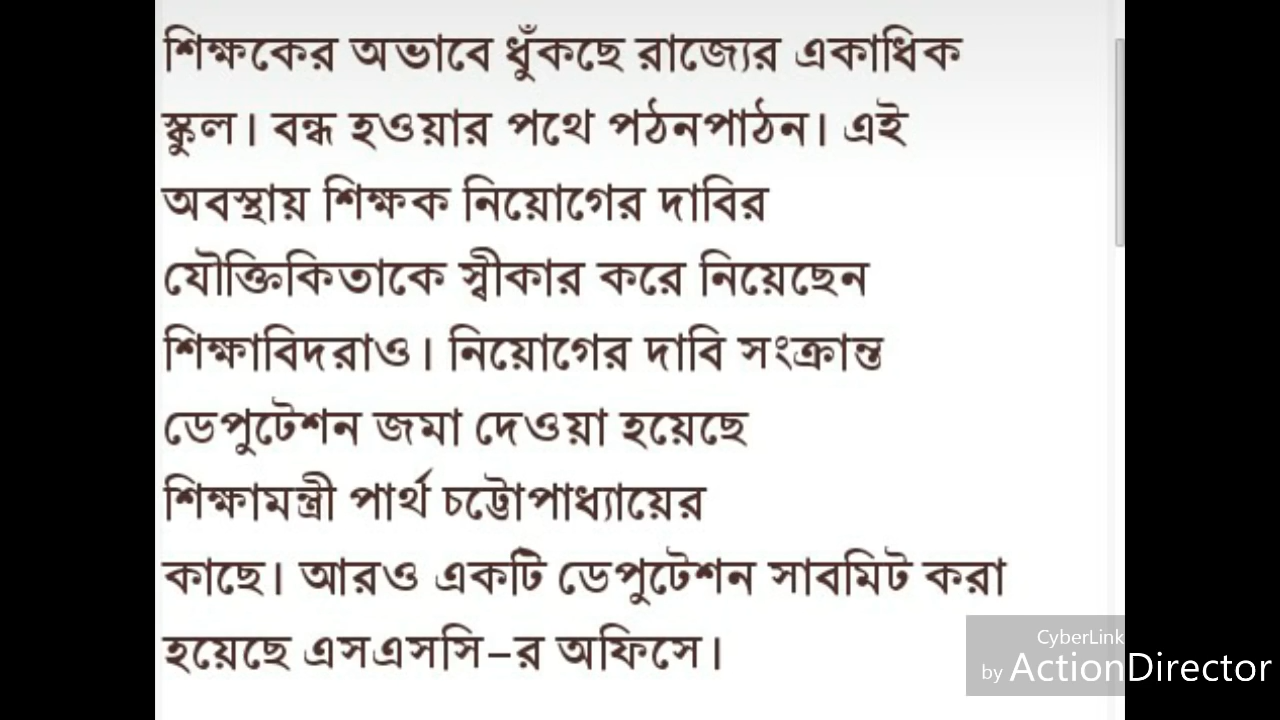 শিক্ষকের অভাবে ধুঁকছে রাজ্যের একাধিক
স্কুল। বন্ধ হওয়ার পথে পঠনপাঠন। এই
অবস্থায় শিক্ষক নিয়োগের দাবির
যৌক্তিকিতাকে স্বীকার করে নিয়েছেন
শিক্ষাবিদরাও। নিয়োগের দাবি সংক্রান্ত
ডেপুটেশন জমা দেওয়া হয়েছে
শিক্ষামন্ত্রী পার্থ চট্টোপাধ্যায়ের
কাছে। আরও একটি ডেপুটেশন সাবমিট করা
হয়েছে এসএসসি–র অফিসে।
CyberLink
by ActionDirector